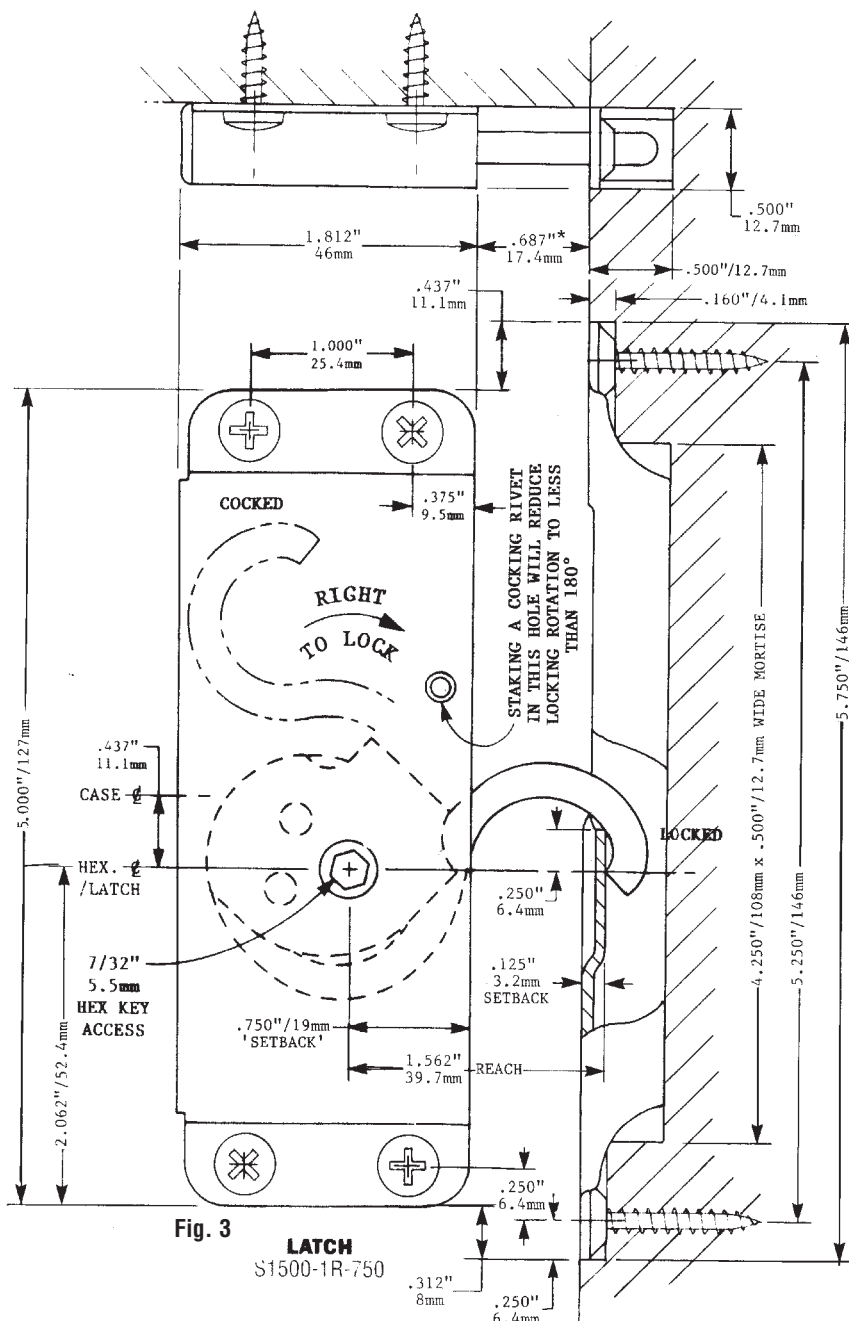 .500"
12.7mm
1.812"
46mm
.687"*
17.4mm
.500"/12.7mm
.437"
11.1mm
.160"/4.1mm
1.000"
25.4mm
.375"
9.5mm
COCKED
RIGHT
TO LOCK
STAKING A COCKING RIVET
IN THIS HOLE WILL REDUCE
LOCKING ROTATION TO LESS
THAN 180°
5.000"/127mm
.437"
11.1mm
CASE ℄
HEX. ℄
/LATCH
LOCKED
.250"
6.4mm
7/32"
5.5mm
HEX KEY
ACCESS
.125"
3.2mm
SETBACK
.750"/19mm
'SETBACK'
1.562"
39.7mm
REACH
2.062"/52.4mm
4.250"/108mm x .500"/12.7mm WIDE MORTISE
5.250"/146mm
5.750"/146mm
.250"
6.4mm
Fig. 3
LATCH
S1500-1R-750
.312"
8mm
.250"
6.4mm